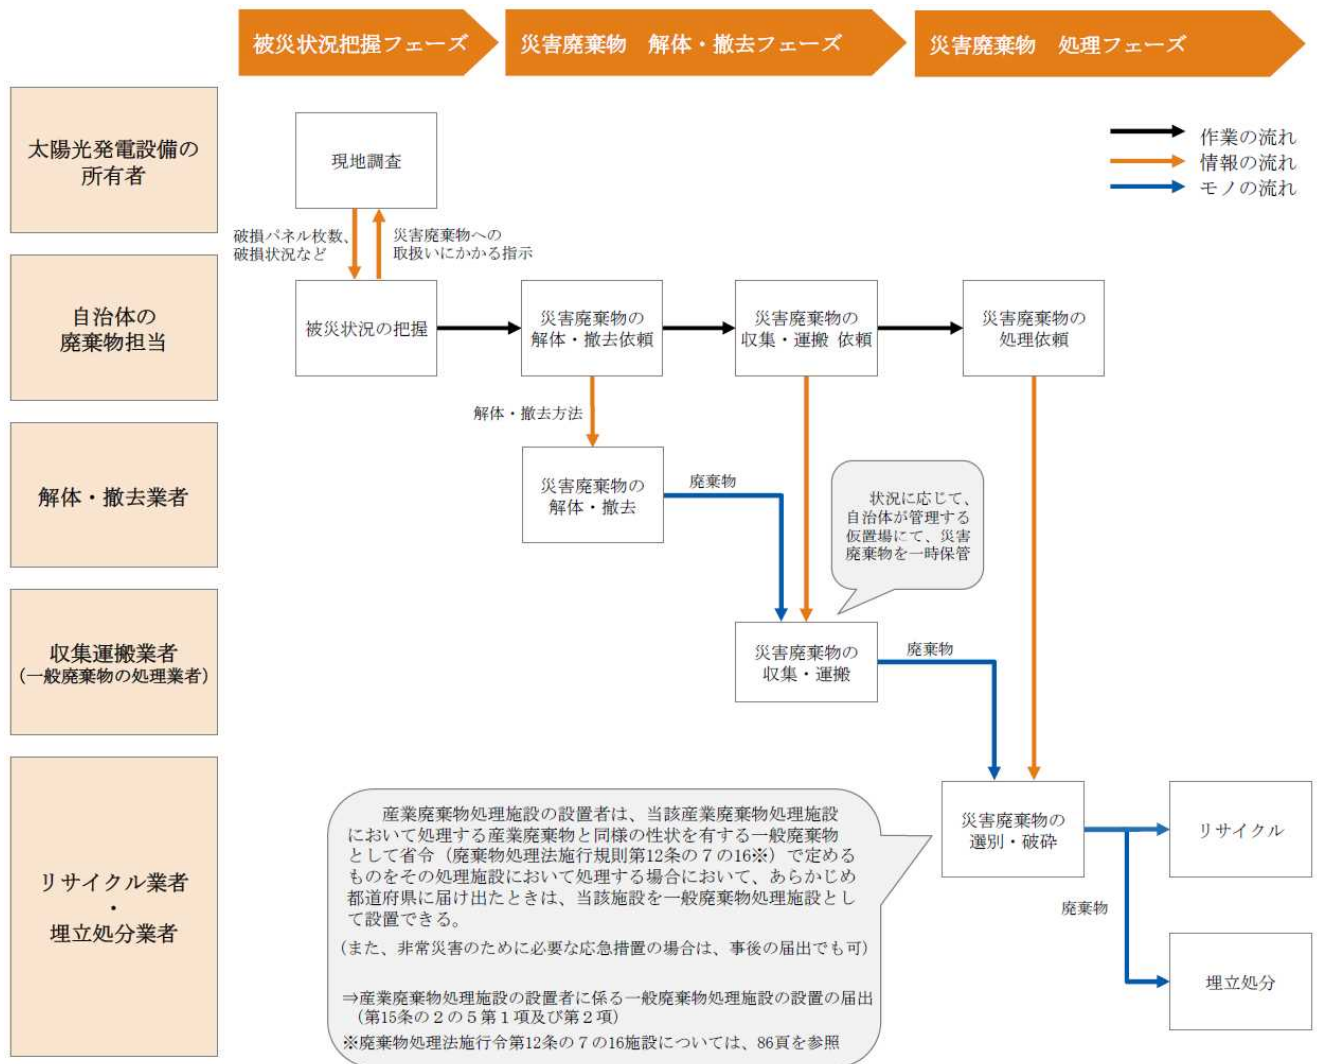 被災状況把握フェーズ
災害廃棄物　解体・撤去フェーズ
災害廃棄物　処理フェーズ
太陽光発電設備の
所有者
現地調査
作業の流れ
情報の流れ
モノの流れ
破損パネル枚数、
破損状況など
災害廃棄物への
取扱いにかかる指示
自治体の
廃棄物担当
被災状況の把握
災害廃棄物の
解体・撤去依頼
災害廃棄物の
収集・運搬 依頼
災害廃棄物の
処理依頼
解体・撤去方法
解体・撤去業者
災害廃棄物の
解体・撤去
廃棄物
状況に応じて、
自治体が管理する
仮置場にて、災害
廃棄物を一時保管
収集運搬業者
(一般廃棄物の処理業者)
災害廃棄物の
収集・運搬
廃棄物
リサイクル業者
・
埋立処分業者
産業廃棄物処理施設の設置者は、当該産業廃棄物処理施設
において処理する産業廃棄物と同様の性状を有する一般廃棄物
として省令（廃棄物処理法施行規則第12条の７の16※）で定める
ものをその処理施設において処理する場合において、あらかじめ
都道府県に届け出たときは、当該施設を一般廃棄物処理施設とし
て設置できる。
(また、非常災害のために必要な応急措置の場合は、事後の届出でも可)
⇒産業廃棄物処理施設の設置者に係る一般廃棄物処理施設の設置の届出
（第15条の２の５第１項及び第２項）
※廃棄物処理法施行令第12条の７の16施設については、86頁を参照
災害廃棄物の
選別・破砕
リサイクル
廃棄物
埋立処分